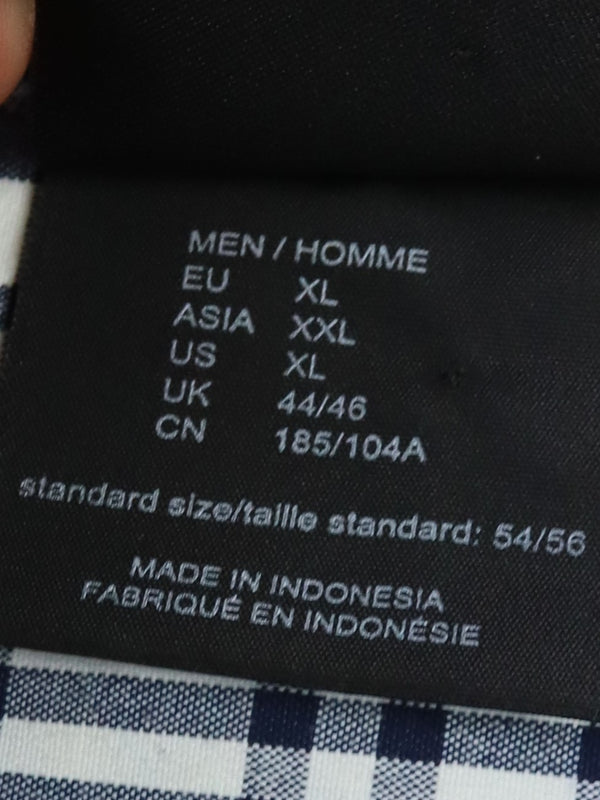 MEN / HOMME
EU XL
ASIA XXL
US XL
UK 44/46
CN 185/104A
standard size/taille standard: 54/56
MADE IN INDONESIA
FABRIQUÉ EN INDONÉSIE